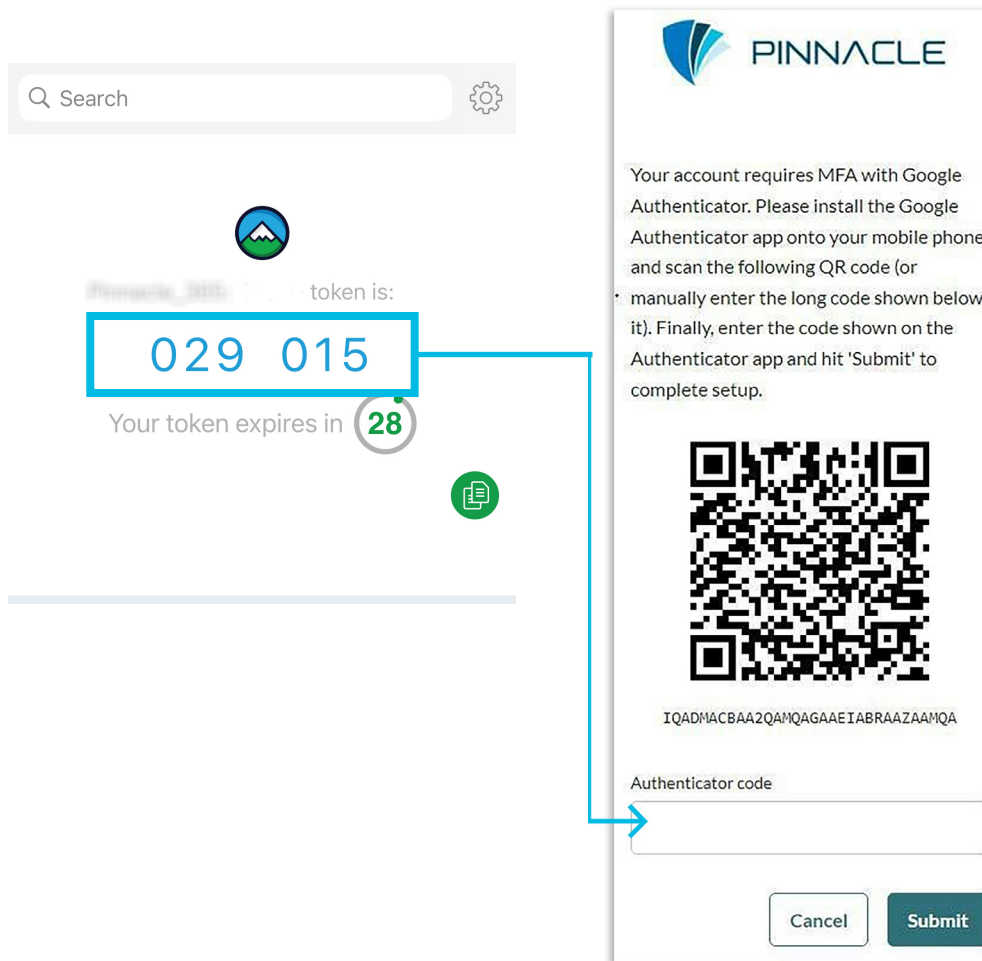 Search
token is:
029 015
Your token expires in 28
PINNACLE
Your account requires MFA with Google
Authenticator. Please install the Google
Authenticator app onto your mobile phone
and scan the following QR code (or
manually enter the long code shown below
it). Finally, enter the code shown on the
Authenticator app and hit 'Submit' to
complete setup.
IQADMACBAA2QAMQAGAAEIABRAAZAAMQA
Authenticator code
Cancel
Submit